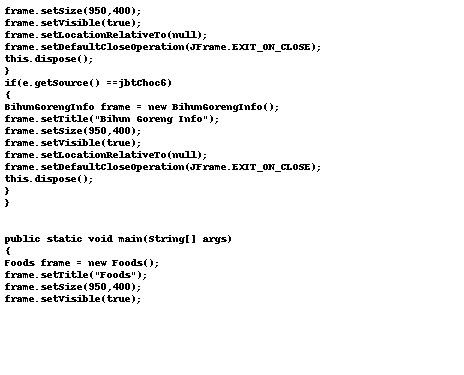 frame.setSize(950,400);
frame.setVisible(true);
frame.setLocationRelativeTo(null);
frame.setDefaultCloseOperation(JFrame.EXIT_ON_CLOSE);
this.dispose();
}
if(e.getSource() ==jbtChoc6)
{
BihunGorengInfo frame = new BihunGorengInfo();
frame.setTitle("Bihun Goreng Info");
frame.setSize(950,400);
frame.setVisible(true);
frame.setLocationRelativeTo(null);
frame.setDefaultCloseOperation(JFrame.EXIT_ON_CLOSE);
this.dispose();
}
}
public static void main(String[] args)
{
Foods frame = new Foods();
frame.setTitle("Foods");
frame.setSize(950,400);
frame.setVisible(true);